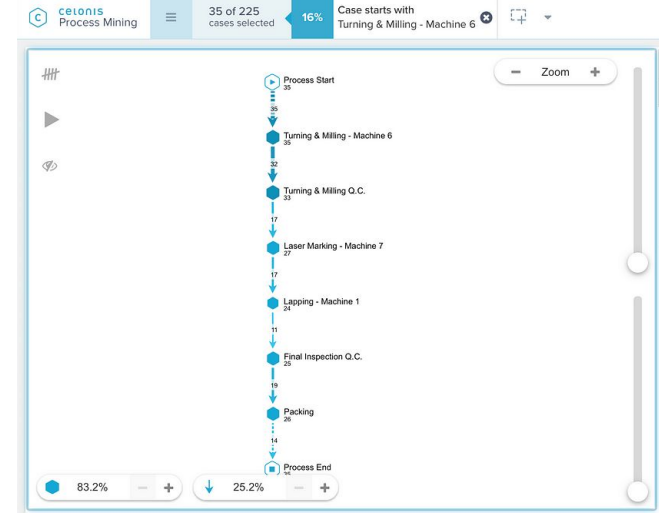 C
celonis
Process Mining
35 of 225
cases selected
16%
Case starts with
Turning & Milling - Machine 6
Zoom
Process Start
35
35
Turning & Milling - Machine 6
35
32
Turning & Milling Q.C.
33
17
Laser Marking - Machine 7
27
17
Lapping - Machine 1
24
11
Final Inspection Q.C.
25
19
Packing
26
14
Process End
35
83.2%
25.2%